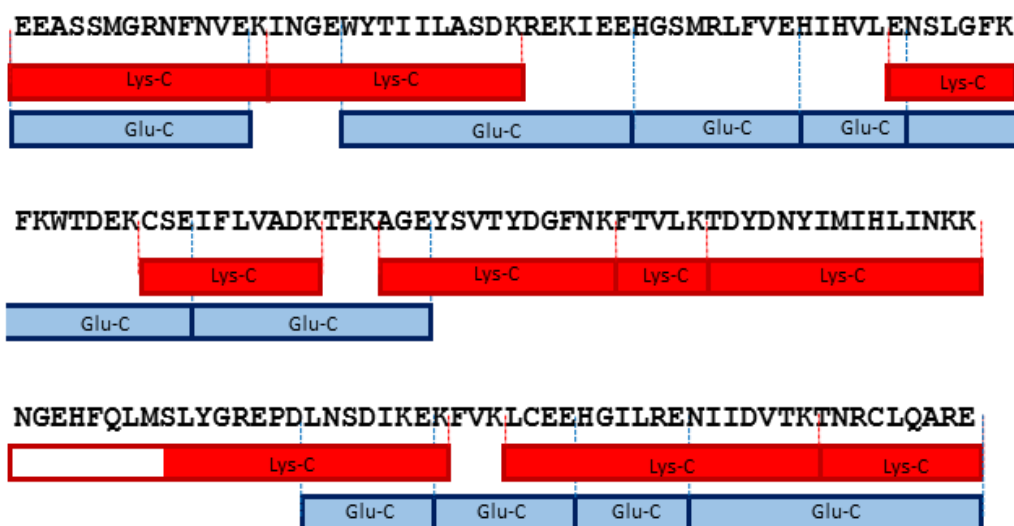 EEASSMGRNFNVEKINGEWYTIILASDKREKIEEHGSMRLFVEHIHVLENSLGFK
Lys-C Lys-C Lys-C
Glu-C Glu-C Glu-C Glu-C
FKWTDEKCSEIFLVADKTEKAGEYSVTYDGFNKFTVLKTDYDNYIMIHLINKK
Lys-C Lys-C Lys-C Lys-C
Glu-C Glu-C
NGEHFQLMSLYGREPDLNSDIKEKFVKLCEEHGILRENIIDVTKTNRCLQARE
Lys-C Lys-C Lys-C
Glu-C Glu-C Glu-C Glu-C